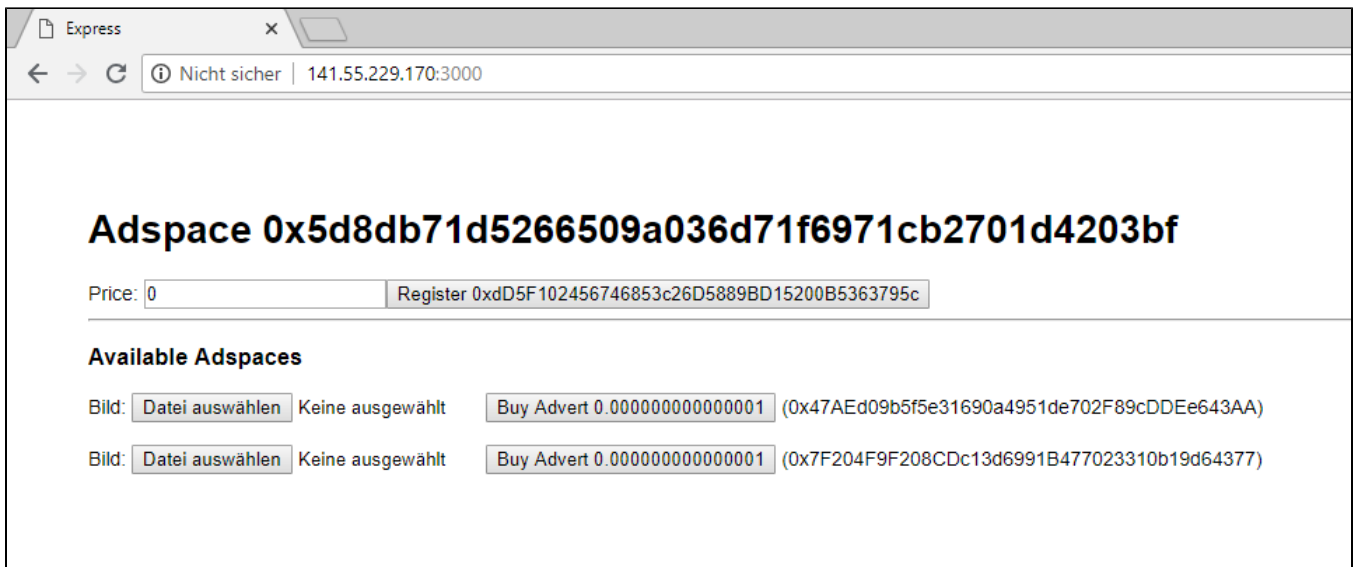 Express
Nicht sicher | 141.55.229.170:3000
Adspace 0x5d8db71d5266509a036d71f6971cb2701d4203bf
Price: 0 Register 0xdD5F102456746853c26D5889BD15200B5363795c
Available Adspaces
Bild: Datei auswählen Keine ausgewählt Buy Advert 0.000000000000001 (0x47AEd09b5f5e31690a4951de702F89cDDEe643AA)
Bild: Datei auswählen Keine ausgewählt Buy Advert 0.000000000000001 (0x7F204F9F208CDc13d6991B477023310b19d64377)